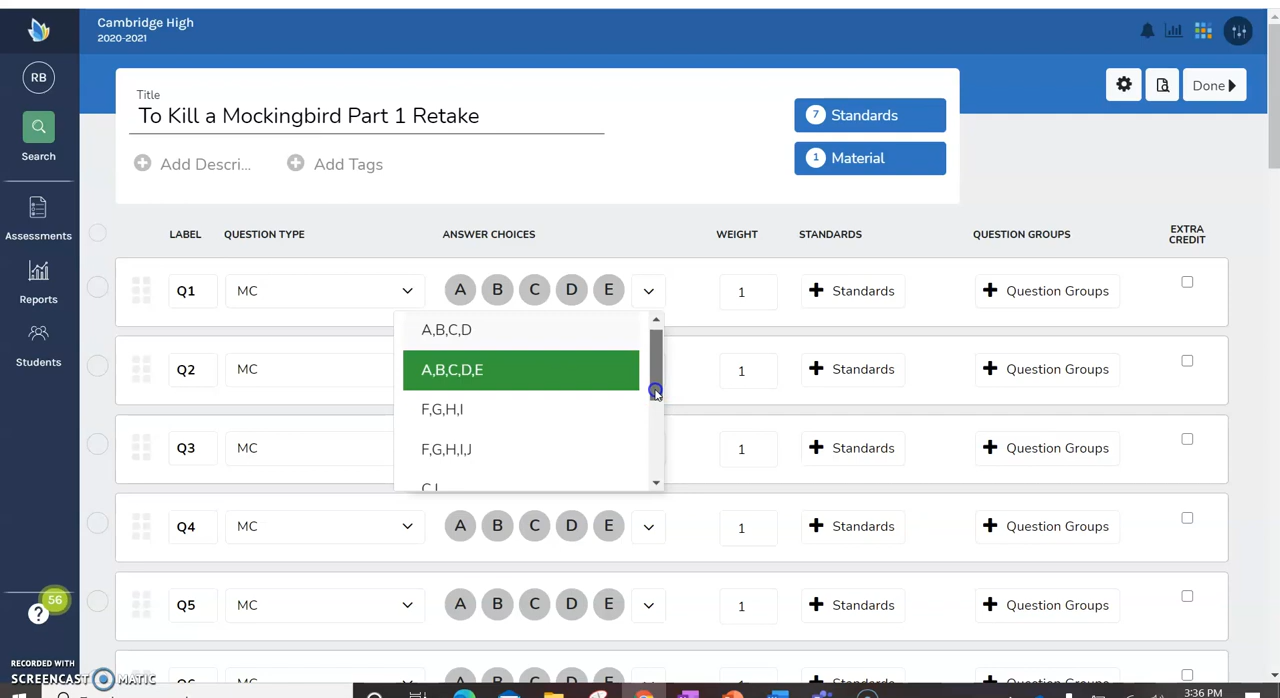 Cambridge High
2020-2021
RB
Search
Assessments
Reports
Students
56
?
RECORDED WITH
SCREENCAST MATIC
Title
To Kill a Mockingbird Part 1 Retake
Add Descri...
Add Tags
7 Standards
1 Material
Done
LABEL QUESTION TYPE ANSWER CHOICES WEIGHT STANDARDS QUESTION GROUPS EXTRA CREDIT
Q1 MC A B C D E 1 Standards Question Groups
A,B,C,D
A,B,C,D,E
F,G,H,I
F,G,H,I,J
Q2 MC 1 Standards Question Groups
Q3 MC 1 Standards Question Groups
Q4 MC A B C D E 1 Standards Question Groups
Q5 MC A B C D E 1 Standards Question Groups
3:36 PM